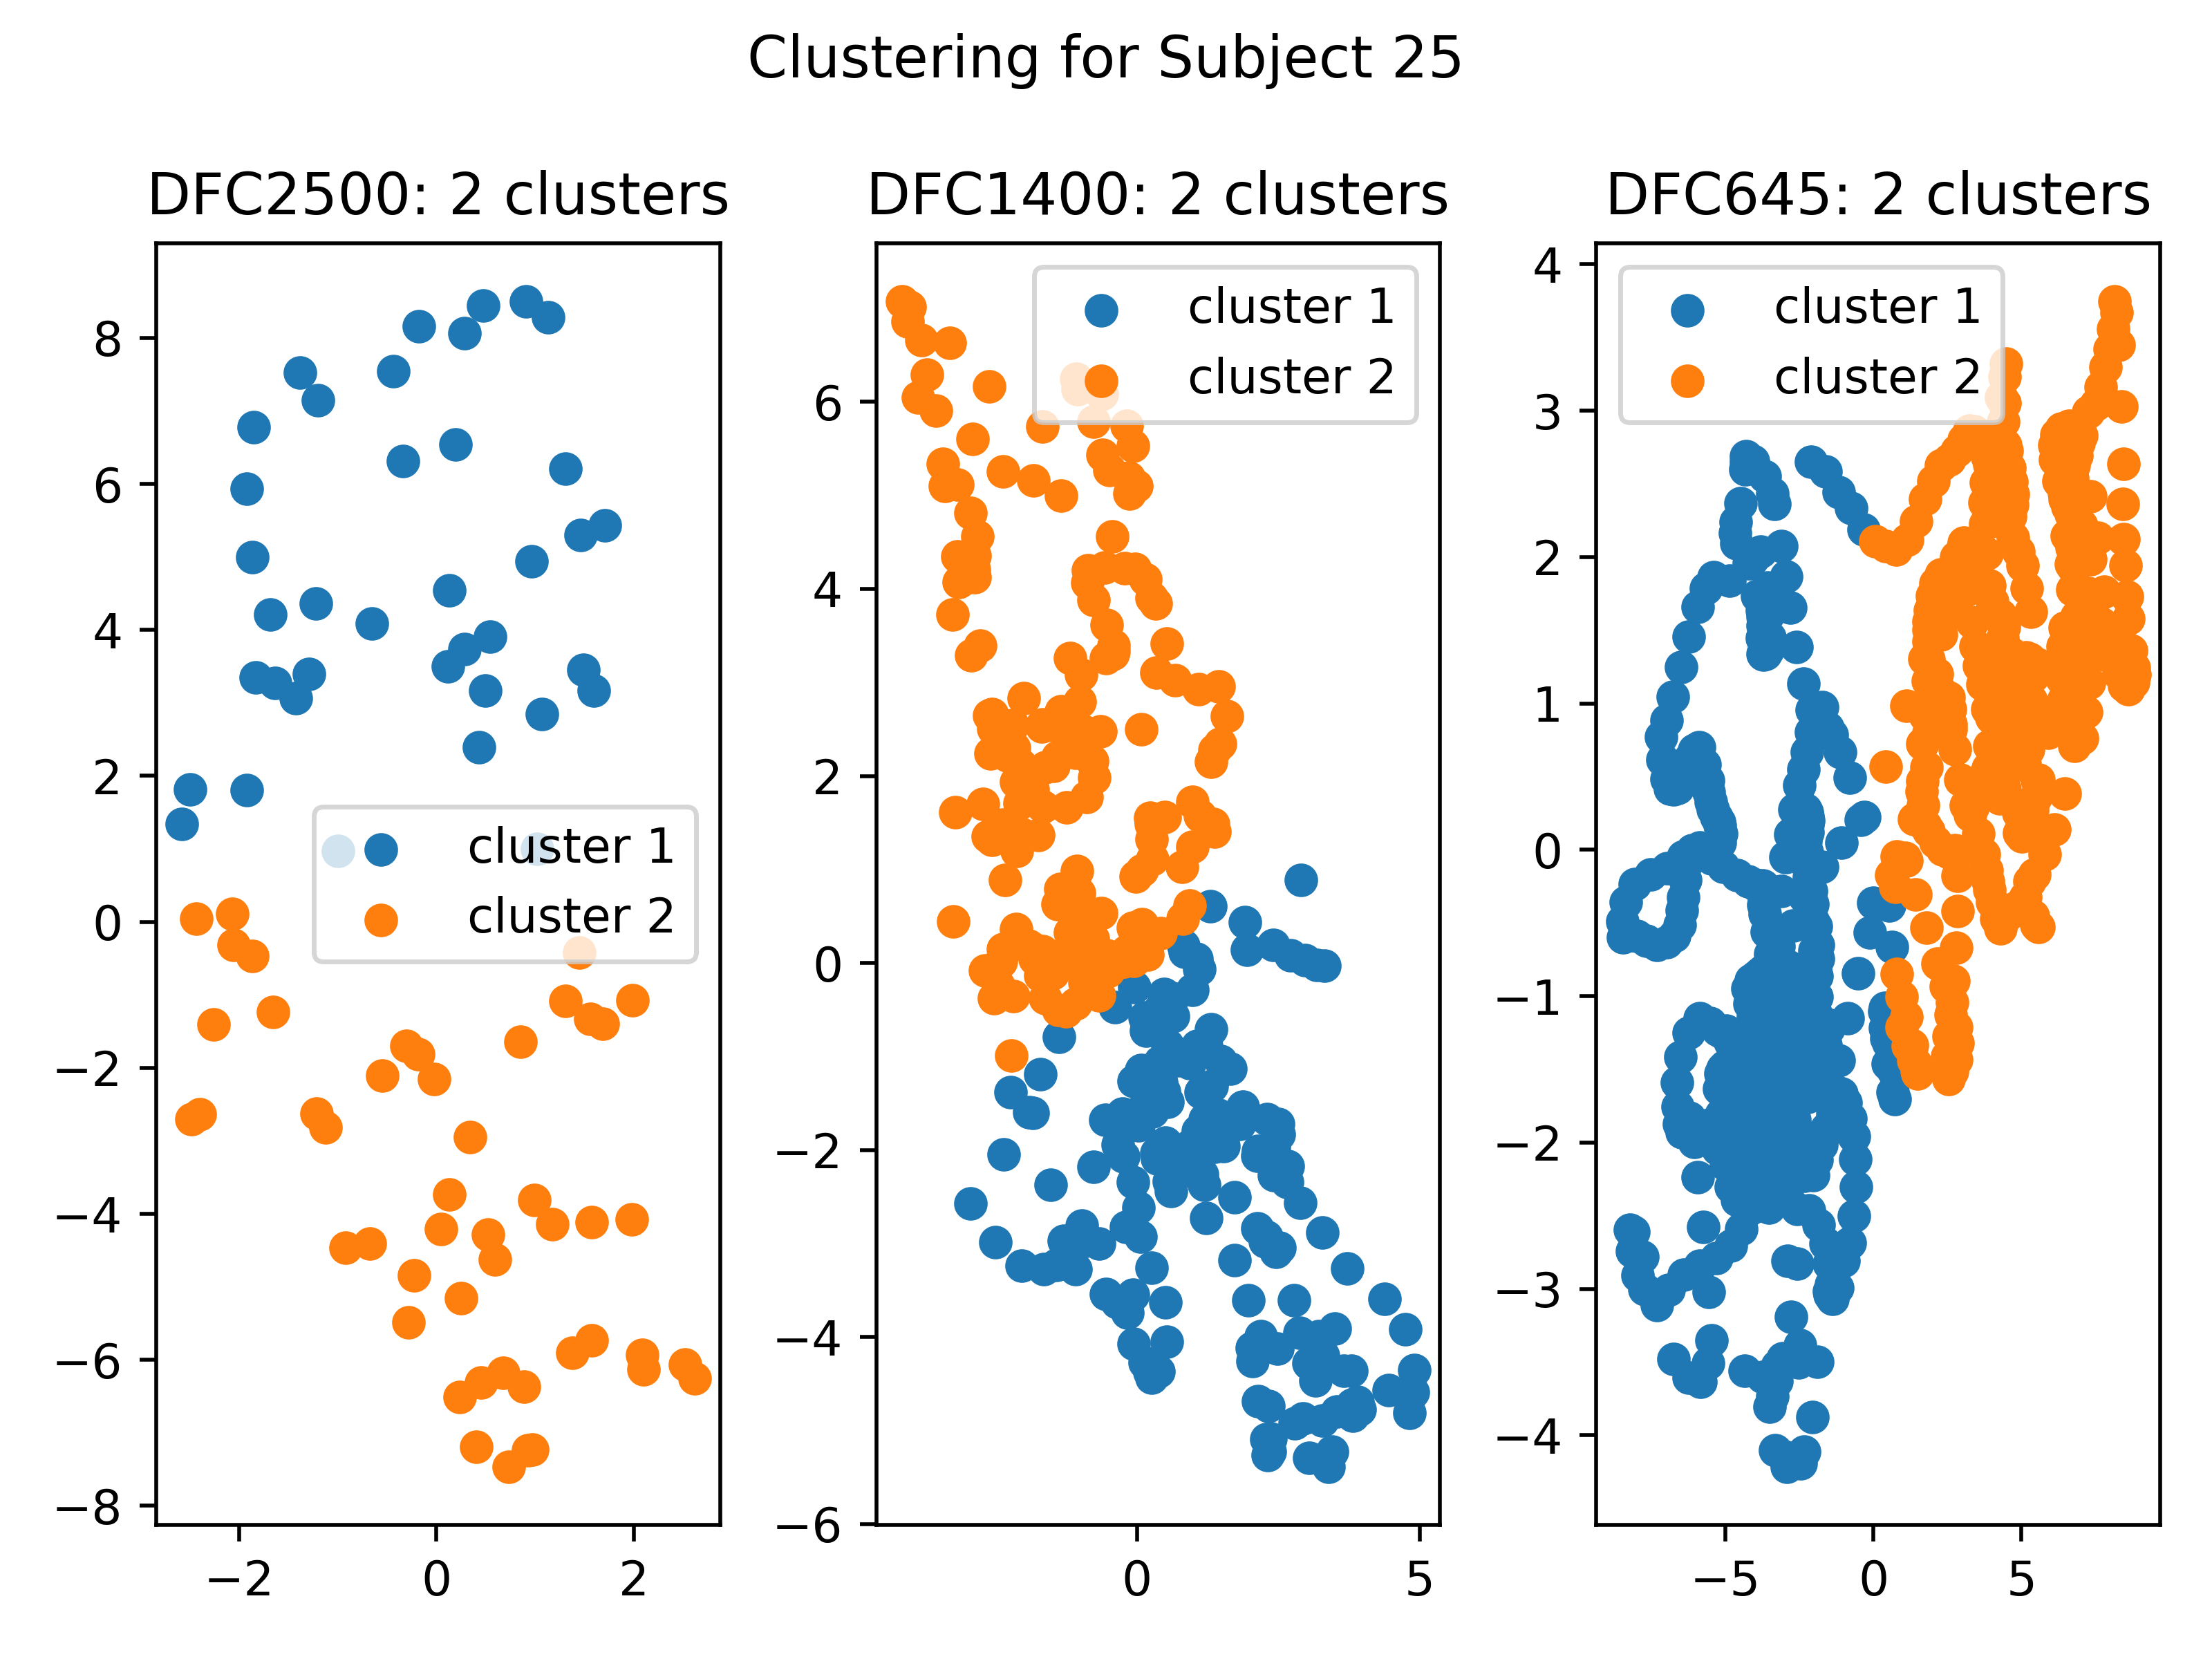 Clustering for Subject 25
DFC2500: 2 clusters
8
6
4
2
0
−2
−4
−6
−8
−2 0 2
cluster 1
cluster 2
DFC1400: 2 clusters
6
4
2
0
−2
−4
−6
0 5
cluster 1
cluster 2
DFC645: 2 clusters
4
3
2
1
0
−1
−2
−3
−4
−5 0 5
cluster 1
cluster 2